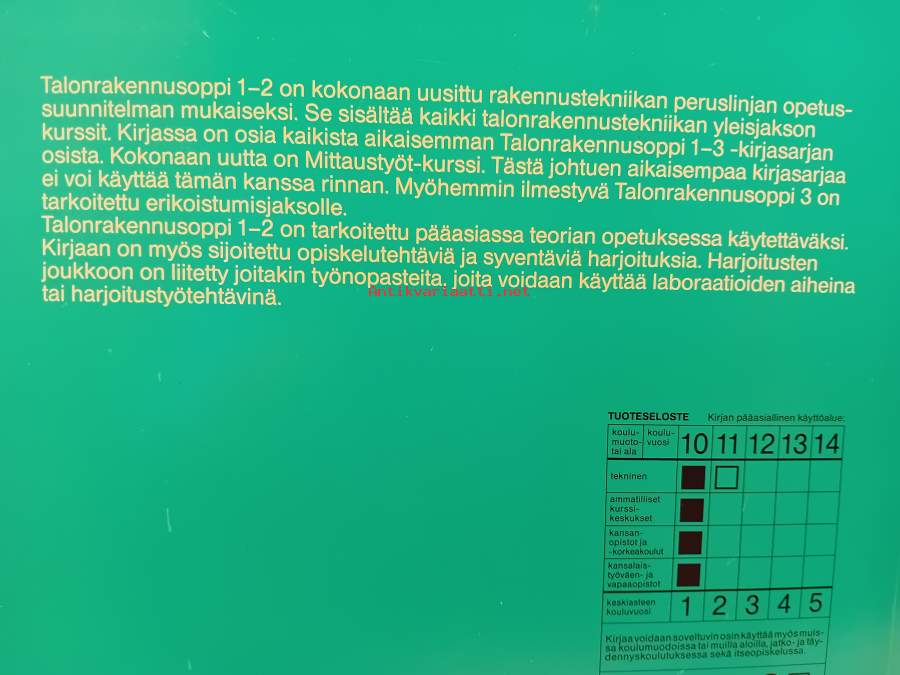 Talonrakennusoppi 1–2 on kokonaan uusittu rakennustekniikan peruslinjan opetus-
suunnitelman mukaiseksi. Se sisältää kaikki talonrakennustekniikan yleisjakson
kurssit. Kirjassa on osia kaikista aikaisemman Talonrakennusoppi 1–3 -kirjasarjan
osista. Kokonaan uutta on Mittaustyöt-kurssi. Tästä johtuen aikaisempaa kirjasarjaa
ei voi käyttää tämän kanssa rinnan. Myöhemmin ilmestyvä Talonrakennusoppi 3 on
tarkoitettu erikoistumisjaksolle.
Talonrakennusoppi 1–2 on tarkoitettu pääasiassa teorian opetuksessa käytettäväksi.
Kirjaan on myös sijoitettu opiskelutehtäviä ja syventäviä harjoituksia. Harjoitusten
joukkoon on liitetty joitakin työnopasteita, joita voidaan käyttää laboraatioiden aiheina
tai harjoitustyötehtävinä.
Antikvariaatti.net
TUOTESELOSTE Kirjan pääasiallinen käyttöalue:
koulu-
muoto-
tai ala
koulu-
vuosi
10 11 12 13 14
tekninen
ammatilliset
kurssi-
keskukset
kansan-
opistot ja
-korkeakoulut
kansalais-
työväen- ja
vapaaopistot
keskiasteen
kouluvuosi
1 2 3 4 5
Kirjaa voidaan soveltuvin osin käyttää myös muis-
sa koulumuodoissa tai muilla aloilla, jatko- ja täy-
dennyskoulutuksessa sekä itseopiskelussa.